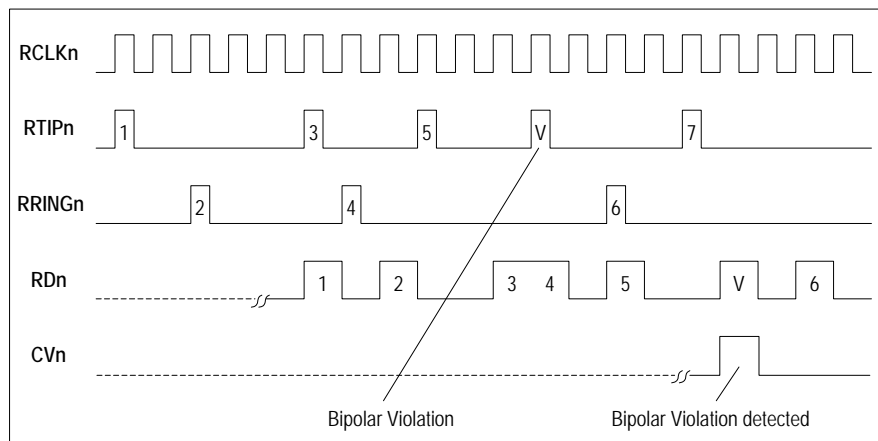 RCLKn
RTIPn
1 3 5 V 7
RRINGn
2 4 6
RDn
1 2 3 4 5 V 6
CVn
Bipolar Violation
Bipolar Violation detected